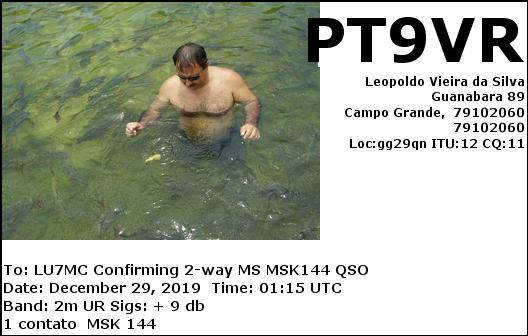 PT9VR
Leopoldo Vieira da Silva
Guanabara 89
Campo Grande, 79102060
79102060
Loc:gg29qn ITU:12 CQ:11
To: LU7MC Confirming 2-way MS MSK144 QSO
Date: December 29, 2019 Time: 01:15 UTC
Band: 2m UR Sigs: + 9 db
1 contato MSK 144